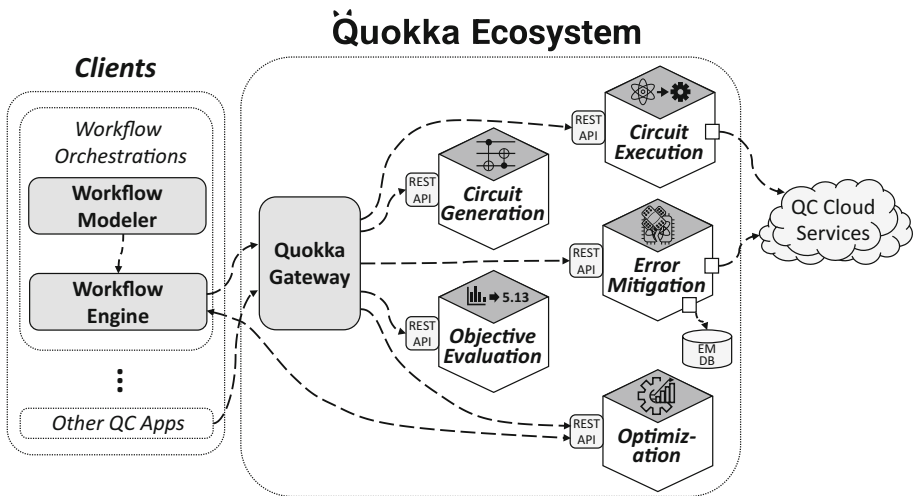 Quokka Ecosystem
Clients
Workflow
Orchestrations
Workflow
Modeler
Workflow
Engine
Other QC Apps
Quokka
Gateway
REST
API
Circuit
Generation
REST
API
Circuit
Execution
REST
API
Error
Mitigation
EM
DB
5.13
REST
API
Objective
Evaluation
REST
API
Optimiz-
ation
QC Cloud
Services